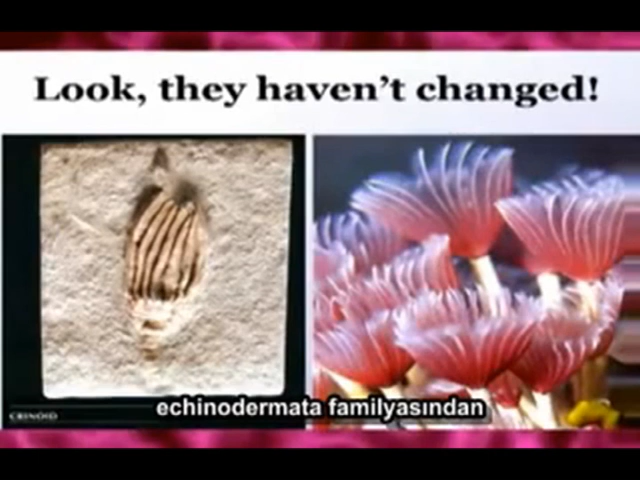 Look, they haven't changed!
CRINOID
echinodermata familyasından